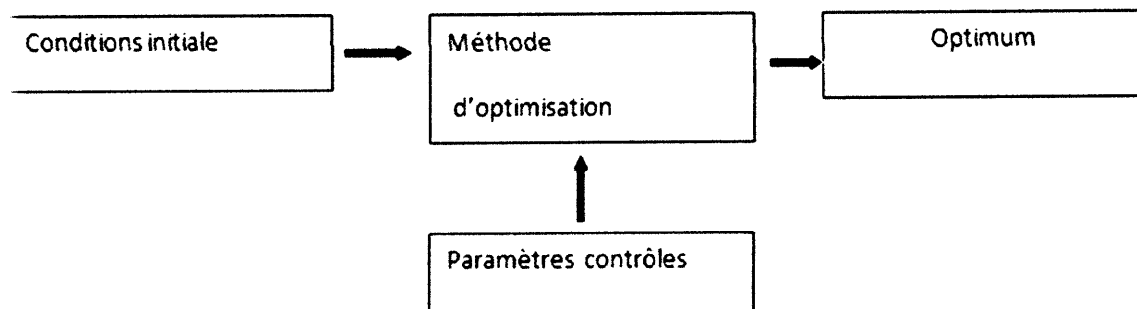 Conditions initiale
Méthode
d'optimisation
Optimum
Paramètres contrôles